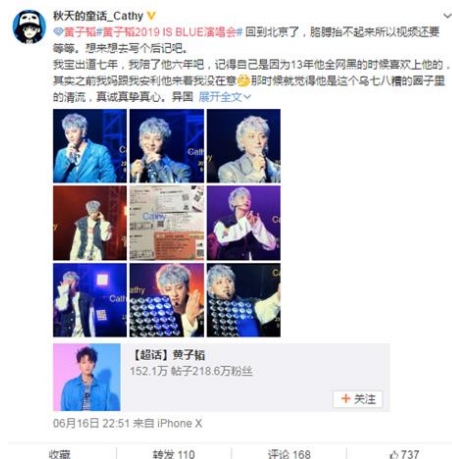 秋天的童话_Cathy
黄子韬#黄子韬2019 IS BLUE演唱会# 回到北京了，胳膊抬不起来所以视频还要
等等。想来想去写个后记吧。
我宝出道七年，我陪了他六年吧，记得自己是因为13年他全网黑的时候喜欢上他的，
其实之前我妈跟我安利他来着我没在意 那时候就觉得他是这个乌七八糟的圈子里
的清流，真诚真挚真心。异国 展开全文
Cathy
Cathy
【超话】黄子韬
152.1万 帖子218.6万粉丝
+ 关注
06月16日 22:51 来自 iPhone X
收藏 转发 110 评论 168 737